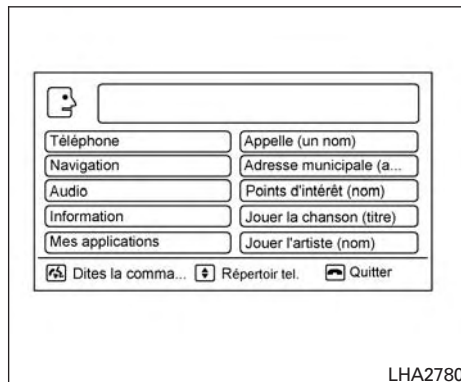 Téléphone
Appelle (un nom)
Navigation
Adresse municipale (a...
Audio
Points d'intérêt (nom)
Information
Jouer la chanson (titre)
Mes applications
Jouer l'artiste (nom)
Dites la comma... Répertoir tel. Quitter
LHA2780